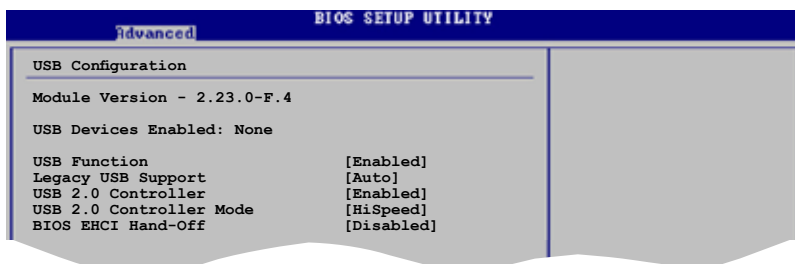 BIOS SETUP UTILITY
Advanced
USB Configuration
Module Version - 2.23.0-F.4
USB Devices Enabled: None
USB Function [Enabled]
Legacy USB Support [Auto]
USB 2.0 Controller [Enabled]
USB 2.0 Controller Mode [HiSpeed]
BIOS EHCI Hand-Off [Disabled]